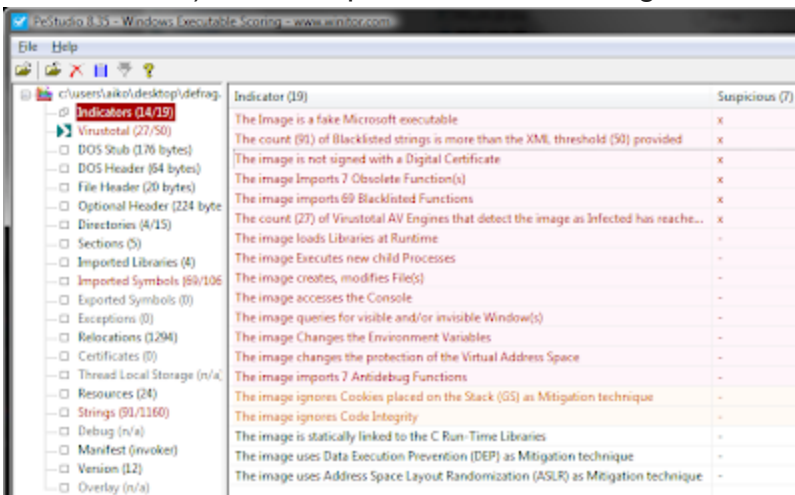 PeStudio 8.35 - Windows Executable Scoring - www.winitor.com
File Help
c:\users\aiko\desktop\defrag.
Indicators (14/19)
Virustotal (27/50)
DOS Stub (176 bytes)
DOS Header (64 bytes)
File Header (20 bytes)
Optional Header (224 byte
Directories (4/15)
Sections (5)
Imported Libraries (4)
Imported Symbols (69/106
Exported Symbols (0)
Exceptions (0)
Relocations (1294)
Certificates (0)
Thread Local Storage (n/a)
Resources (24)
Strings (91/1160)
Debug (n/a)
Manifest (invoker)
Version (12)
Overlay (n/a)
Indicator (19) Suspicious (7)
The Image is a fake Microsoft executable x
The count (91) of Blacklisted strings is more than the XML threshold (50) provided x
The image is not signed with a Digital Certificate x
The image Imports 7 Obsolete Function(s) x
The image imports 69 Blacklisted Functions x
The count (27) of Virustotal AV Engines that detect the image as Infected has reache... x
The image loads Libraries at Runtime -
The image Executes new child Processes -
The image creates, modifies File(s) -
The image accesses the Console -
The image queries for visible and/or invisible Window(s) -
The image Changes the Environment Variables -
The image changes the protection of the Virtual Address Space -
The image imports 7 Antidebug Functions -
The image ignores Cookies placed on the Stack (GS) as Mitigation technique -
The image ignores Code Integrity -
The image is statically linked to the C Run-Time Libraries -
The image uses Data Execution Prevention (DEP) as Mitigation technique -
The image uses Address Space Layout Randomization (ASLR) as Mitigation technique -